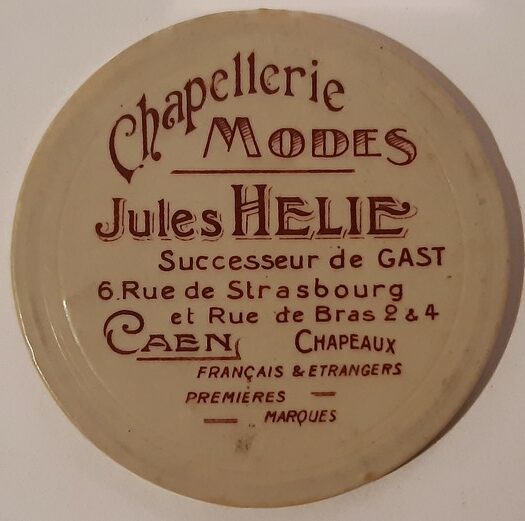 Chapellerie
MODES
Jules HELIE
Successeur de GAST
6.Rue de Strasbourg
et Rue de Bras 2 & 4
CAEN, CHAPEAUX
FRANÇAIS & ETRANGERS
PREMIÈRES —
— MARQUES